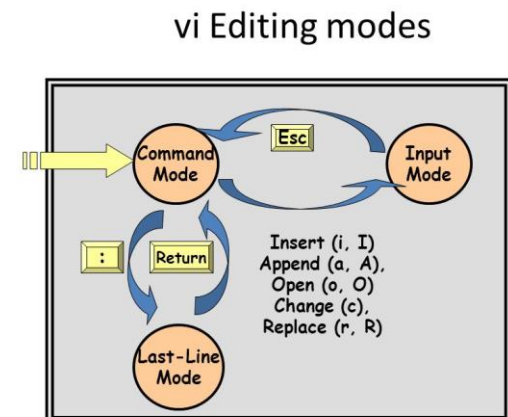 vi Editing modes
Esc
Command
Mode
Input
Mode
:
Return
Insert (i, I)
Append (a, A),
Open (o, O)
Change (c),
Replace (r, R)
Last-Line
Mode